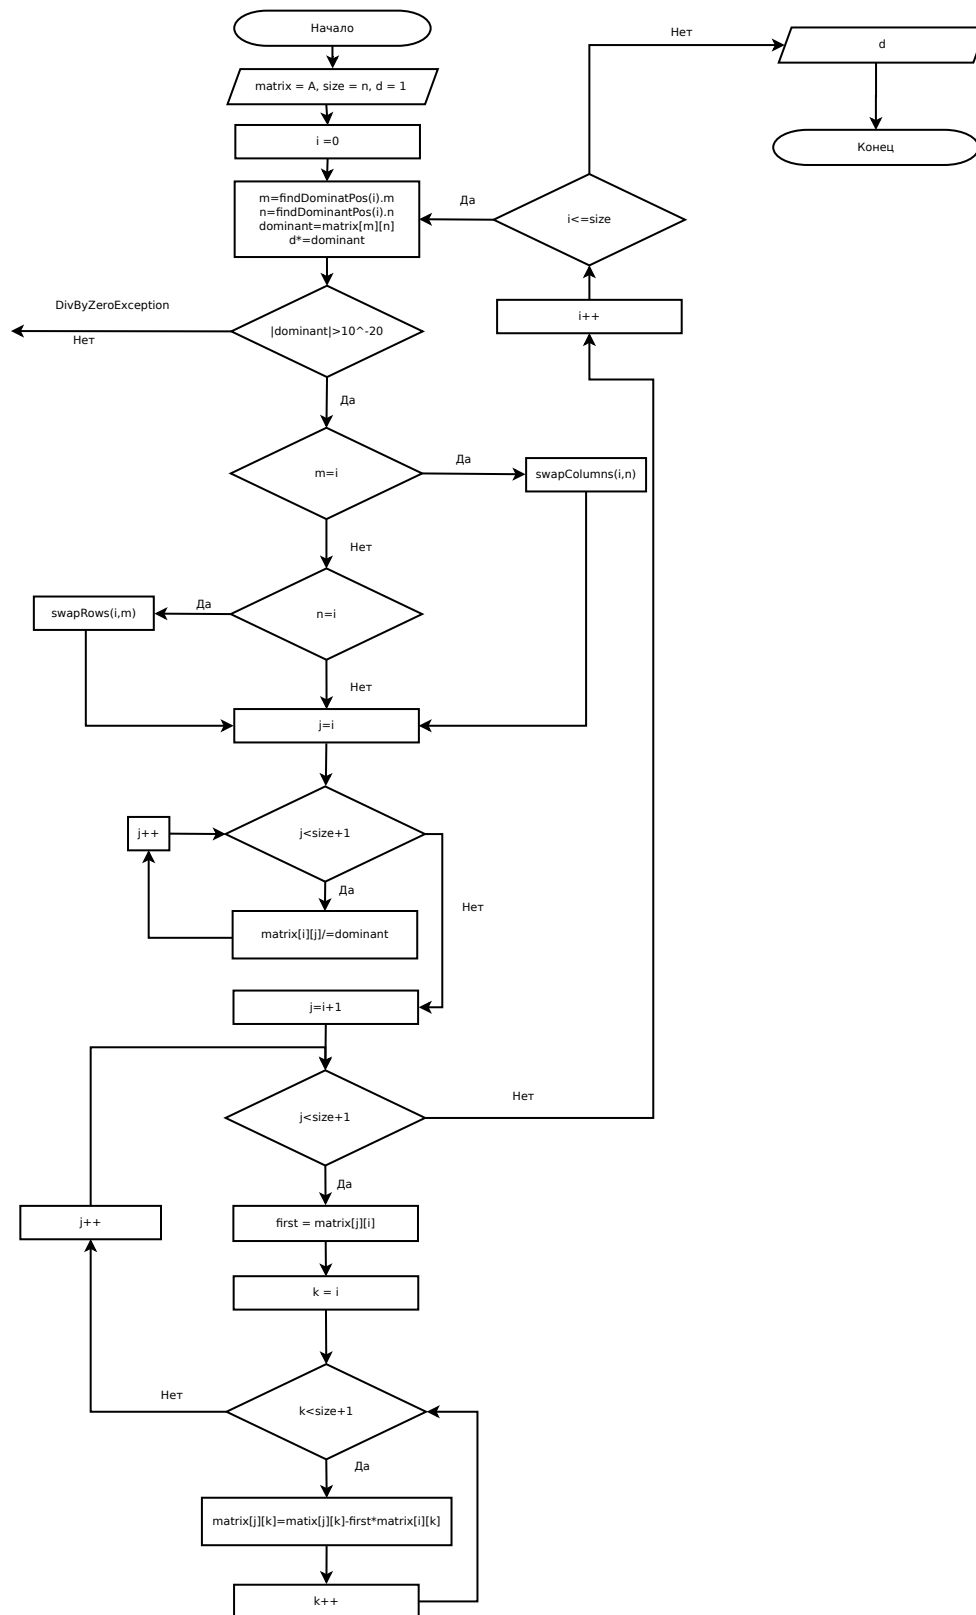 Начало
matrix = A, size = n, d = 1
i =0
m=findDominatPos(i).m
n=findDominantPos(i).n
dominant=matrix[m][n]
d*=dominant
Да
i<=size
Нет
d
Конец
i++
DivByZeroException
Нет
|dominant|>10^-20
Да
m=i
Да
swapColumns(i,n)
Нет
n=i
Да
swapRows(i,m)
Нет
j=i
j<size+1
j++
Да
Нет
matrix[i][j]/=dominant
j=i+1
j<size+1
Нет
Да
j++
first = matrix[j][i]
k = i
k<size+1
Нет
Да
matrix[j][k]=matix[j][k]-first*matrix[i][k]
k++